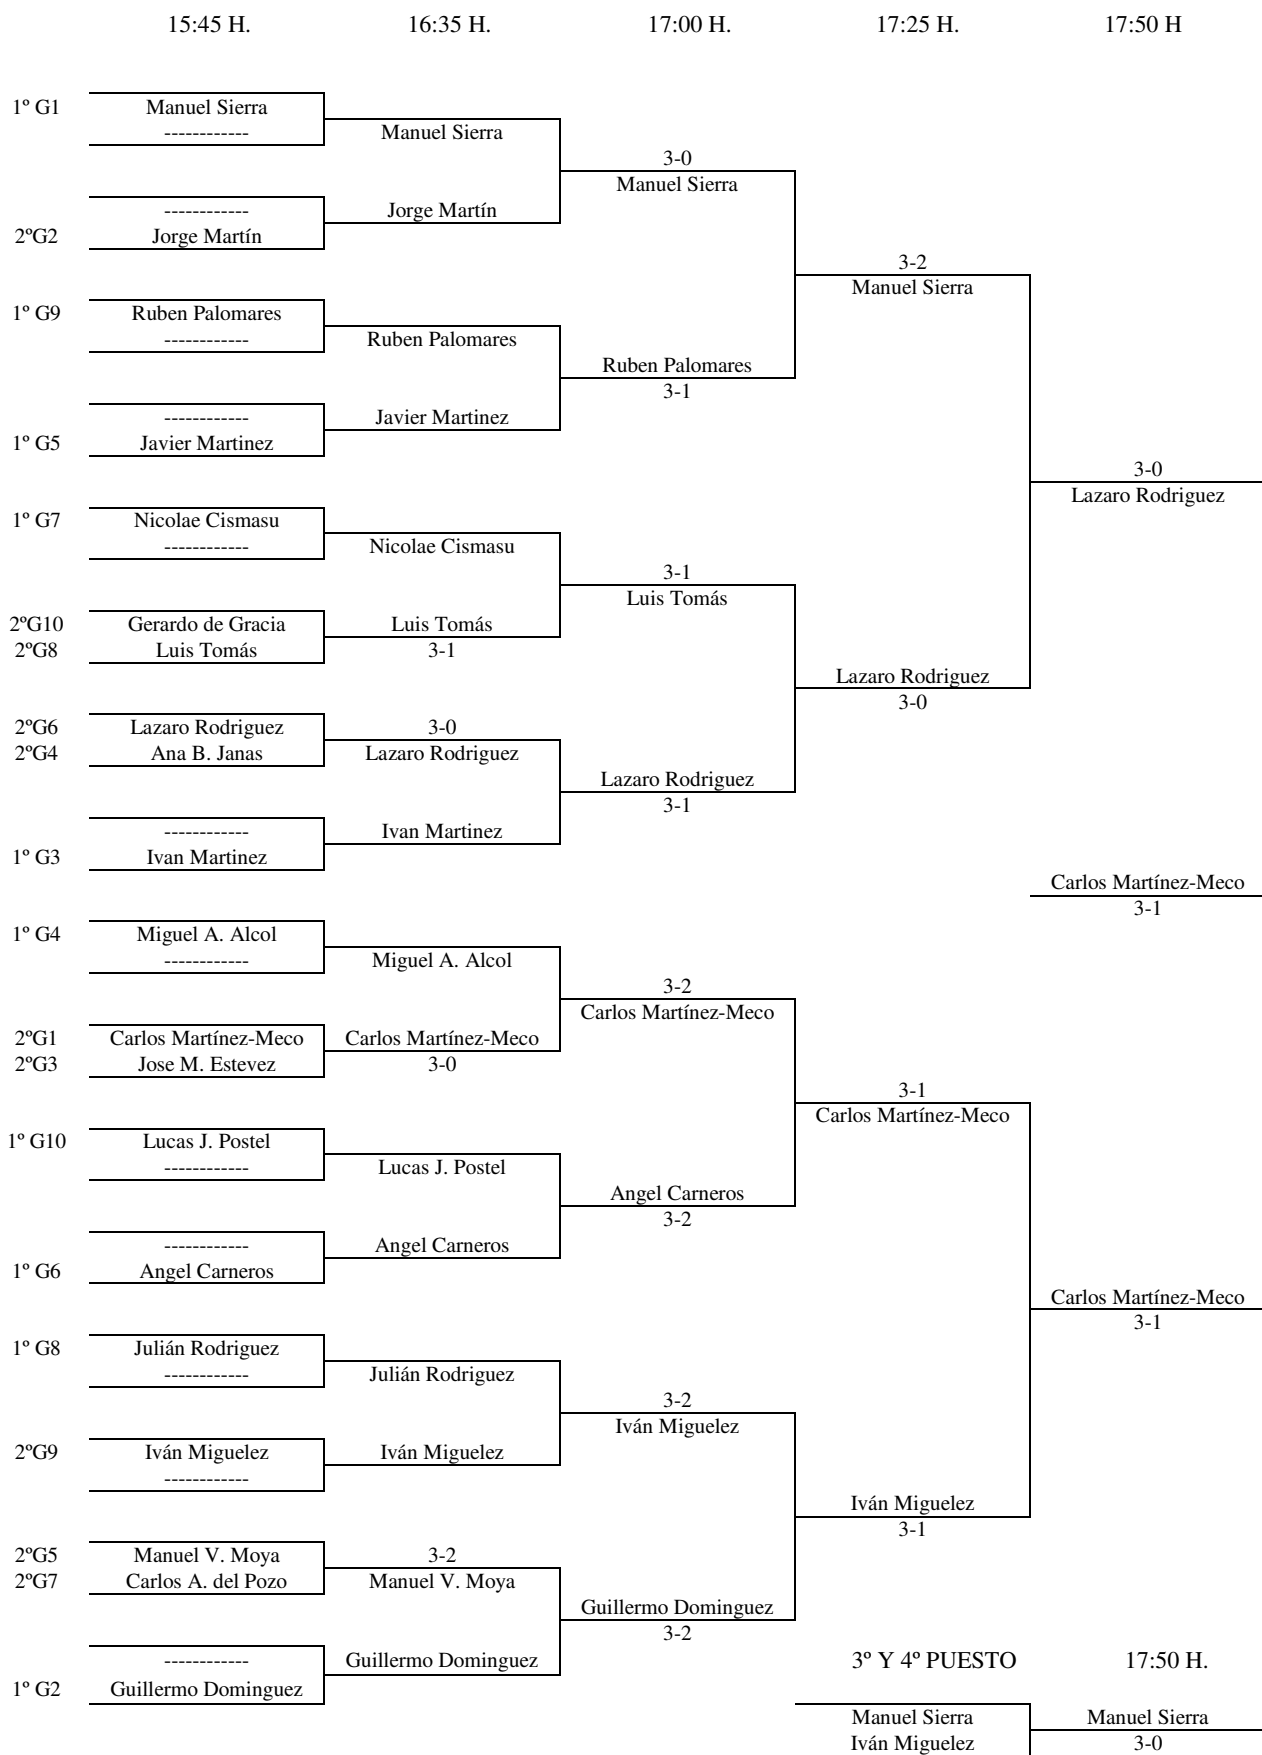 15:45 H. 16:35 H. 17:00 H. 17:25 H. 17:50 H
1º G1 Manuel Sierra
------------
Manuel Sierra
3-0
Manuel Sierra
------------
Jorge Martín
2ºG2 Jorge Martín
3-2
Manuel Sierra
1º G9 Ruben Palomares
------------
Ruben Palomares
Ruben Palomares
3-1
------------
Javier Martinez
1º G5 Javier Martinez
3-0
Lazaro Rodriguez
1º G7 Nicolae Cismasu
------------
Nicolae Cismasu
3-1
Luis Tomás
2ºG10 Gerardo de Gracia Luis Tomás
2ºG8 Luis Tomás 3-1
Lazaro Rodriguez
3-0
2ºG6 Lazaro Rodriguez 3-0
2ºG4 Ana B. Janas Lazaro Rodriguez
Lazaro Rodriguez
3-1
------------
Ivan Martinez
1º G3 Ivan Martinez
Carlos Martínez-Meco
3-1
1º G4 Miguel A. Alcol
------------
Miguel A. Alcol
3-2
Carlos Martínez-Meco
2ºG1 Carlos Martínez-Meco Carlos Martínez-Meco
2ºG3 Jose M. Estevez 3-0
3-1
Carlos Martínez-Meco
1º G10 Lucas J. Postel
------------
Lucas J. Postel
Angel Carneros
3-2
------------
Angel Carneros
1º G6 Angel Carneros
Carlos Martínez-Meco
3-1
1º G8 Julián Rodriguez
------------
Julián Rodriguez
3-2
Iván Miguelez
2ºG9 Iván Miguelez Iván Miguelez
------------
Iván Miguelez
3-1
2ºG5 Manuel V. Moya 3-2
2ºG7 Carlos A. del Pozo Manuel V. Moya
Guillermo Dominguez
3-2
------------
Guillermo Dominguez
3º Y 4º PUESTO 17:50 H.
1º G2 Guillermo Dominguez
Manuel Sierra Manuel Sierra
Iván Miguelez 3-0